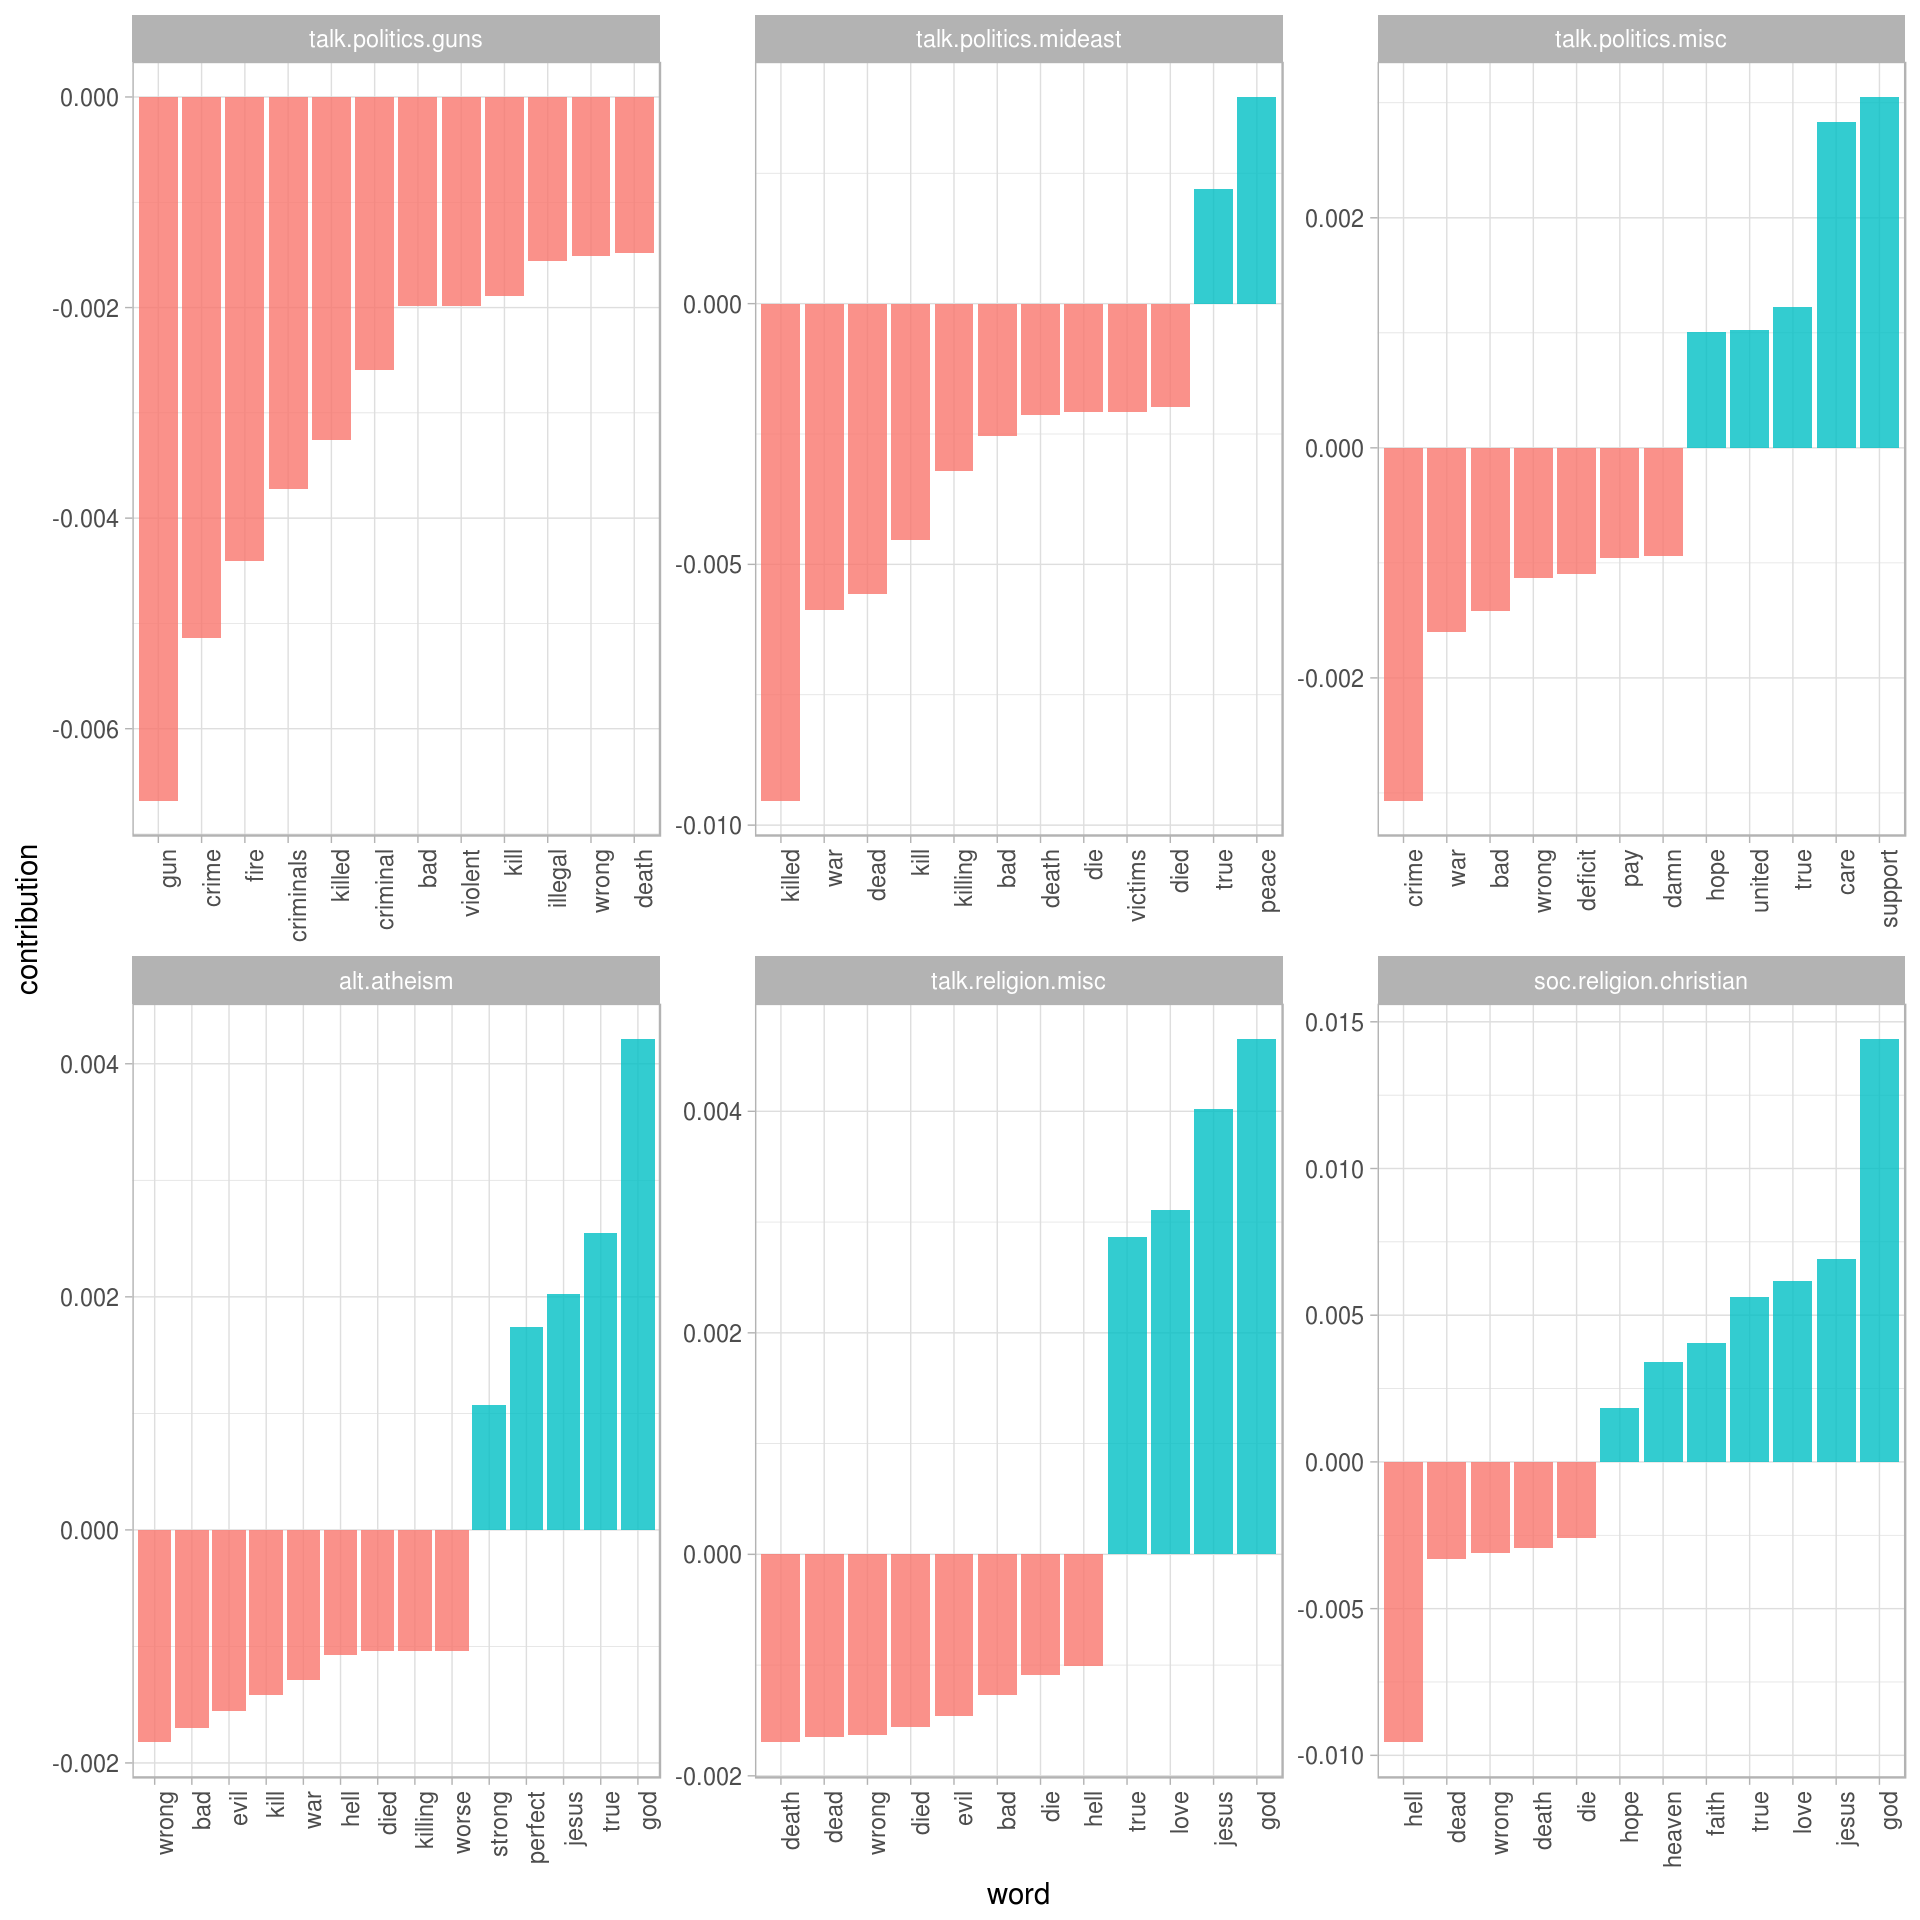 talk.politics.guns
talk.politics.mideast
talk.politics.misc
0.000
-0.002
-0.004
-0.006
0.000
-0.005
-0.010
0.002
0.000
-0.002
gun crime fire criminals killed criminal bad violent kill illegal wrong death
killed war dead kill killing bad death die victims died true peace
crime war bad wrong deficit pay damn hope united true care support
contribution
alt.atheism
talk.religion.misc
soc.religion.christian
0.004
0.002
0.000
-0.002
0.004
0.002
0.000
-0.002
0.015
0.010
0.005
0.000
-0.005
-0.010
wrong bad evil kill war hell died killing worse strong perfect jesus true god
death dead wrong died evil bad die hell true love jesus god
hell dead wrong death die hope heaven faith true love jesus god
word